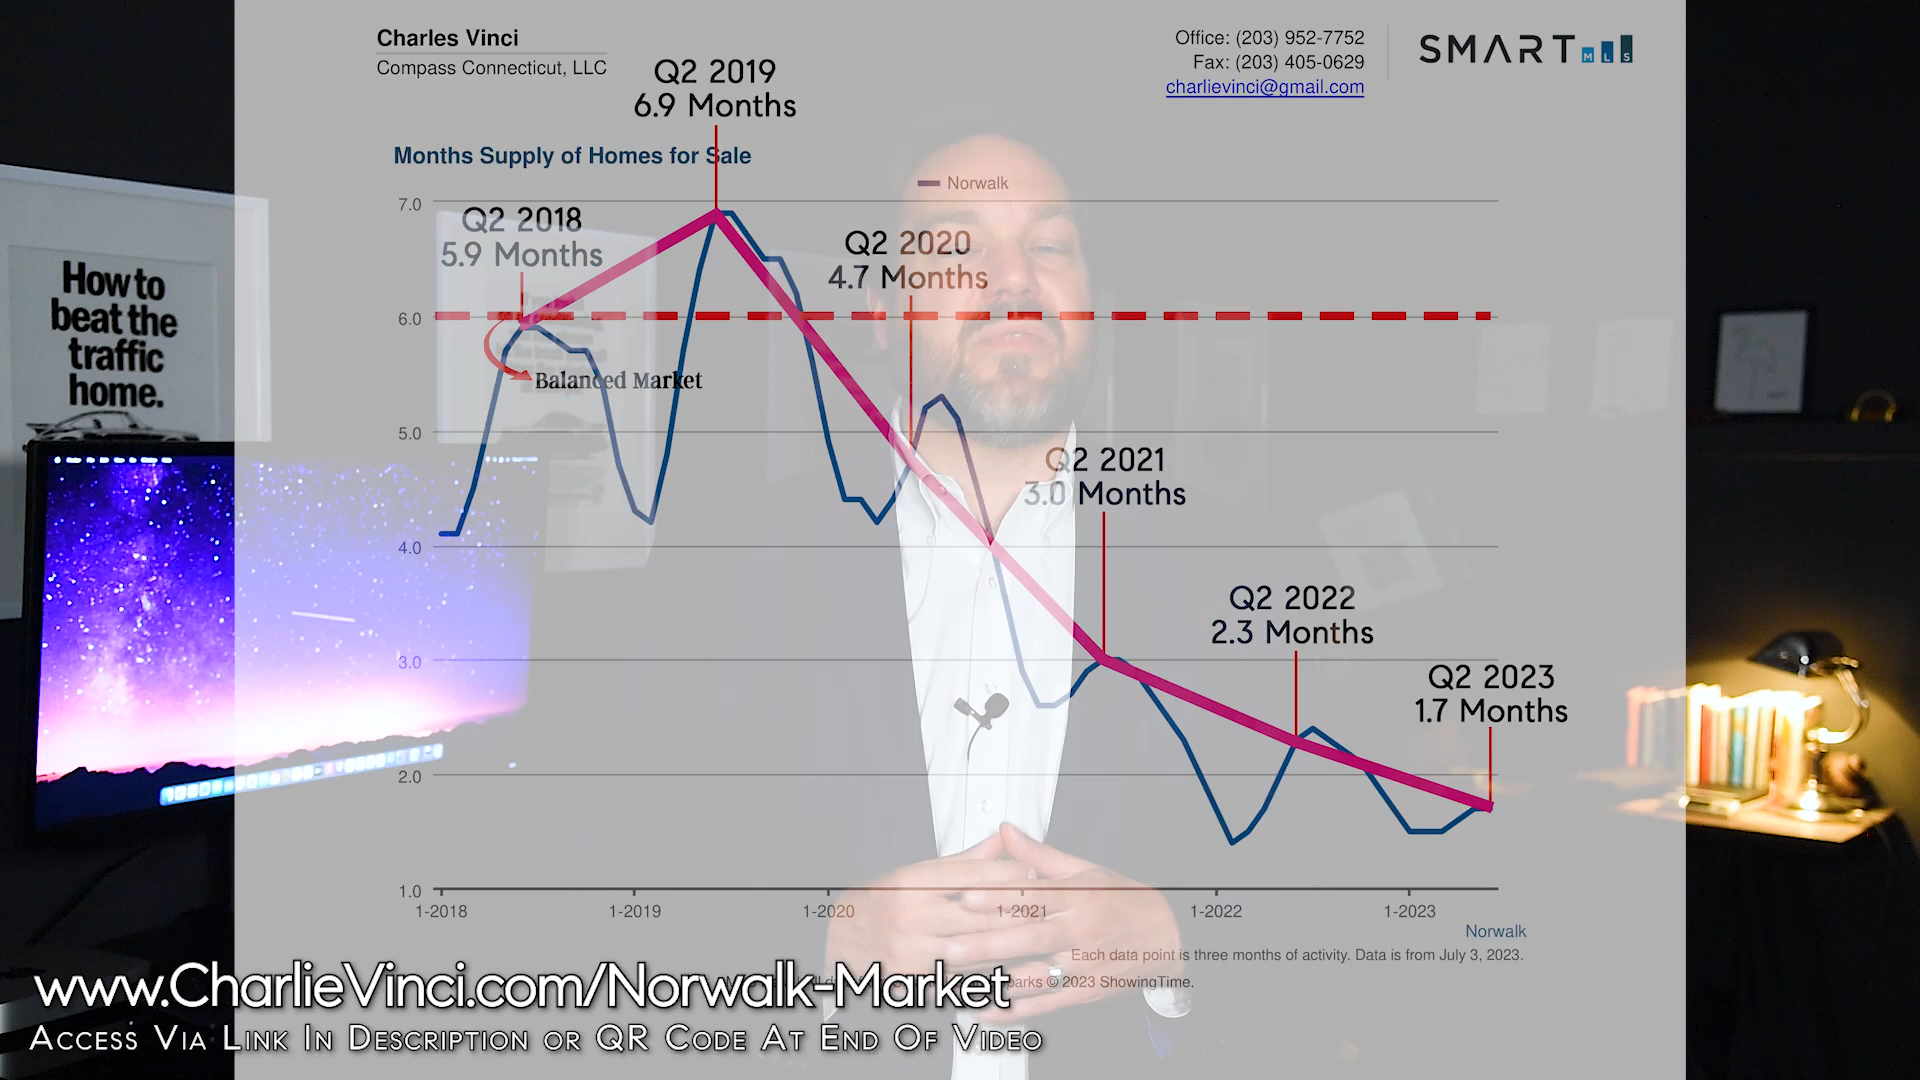 Charles Vinci
Compass Connecticut, LLC
Office: (203) 952-7752
Fax: (203) 405-0629
charlievinci@gmail.com
SMART
MLS
Q2 2019
6.9 Months
Months Supply of Homes for Sale
Norwalk
7.0
Q2 2018
5.9 Months
Q2 2020
4.7 Months
6.0
Balanced Market
5.0
Q2 2021
3.0 Months
4.0
Q2 2022
2.3 Months
3.0
Q2 2023
1.7 Months
2.0
1.0
1-2018
1-2019
1-2020
1-2021
1-2022
1-2023
Norwalk
Each data point is three months of activity. Data is from July 3, 2023.
© 2023 ShowingTime.
How to
beat the
traffic
home.
www.CharlieVinci.com/Norwalk-Market
Access Via Link In Description or QR Code At End Of Video